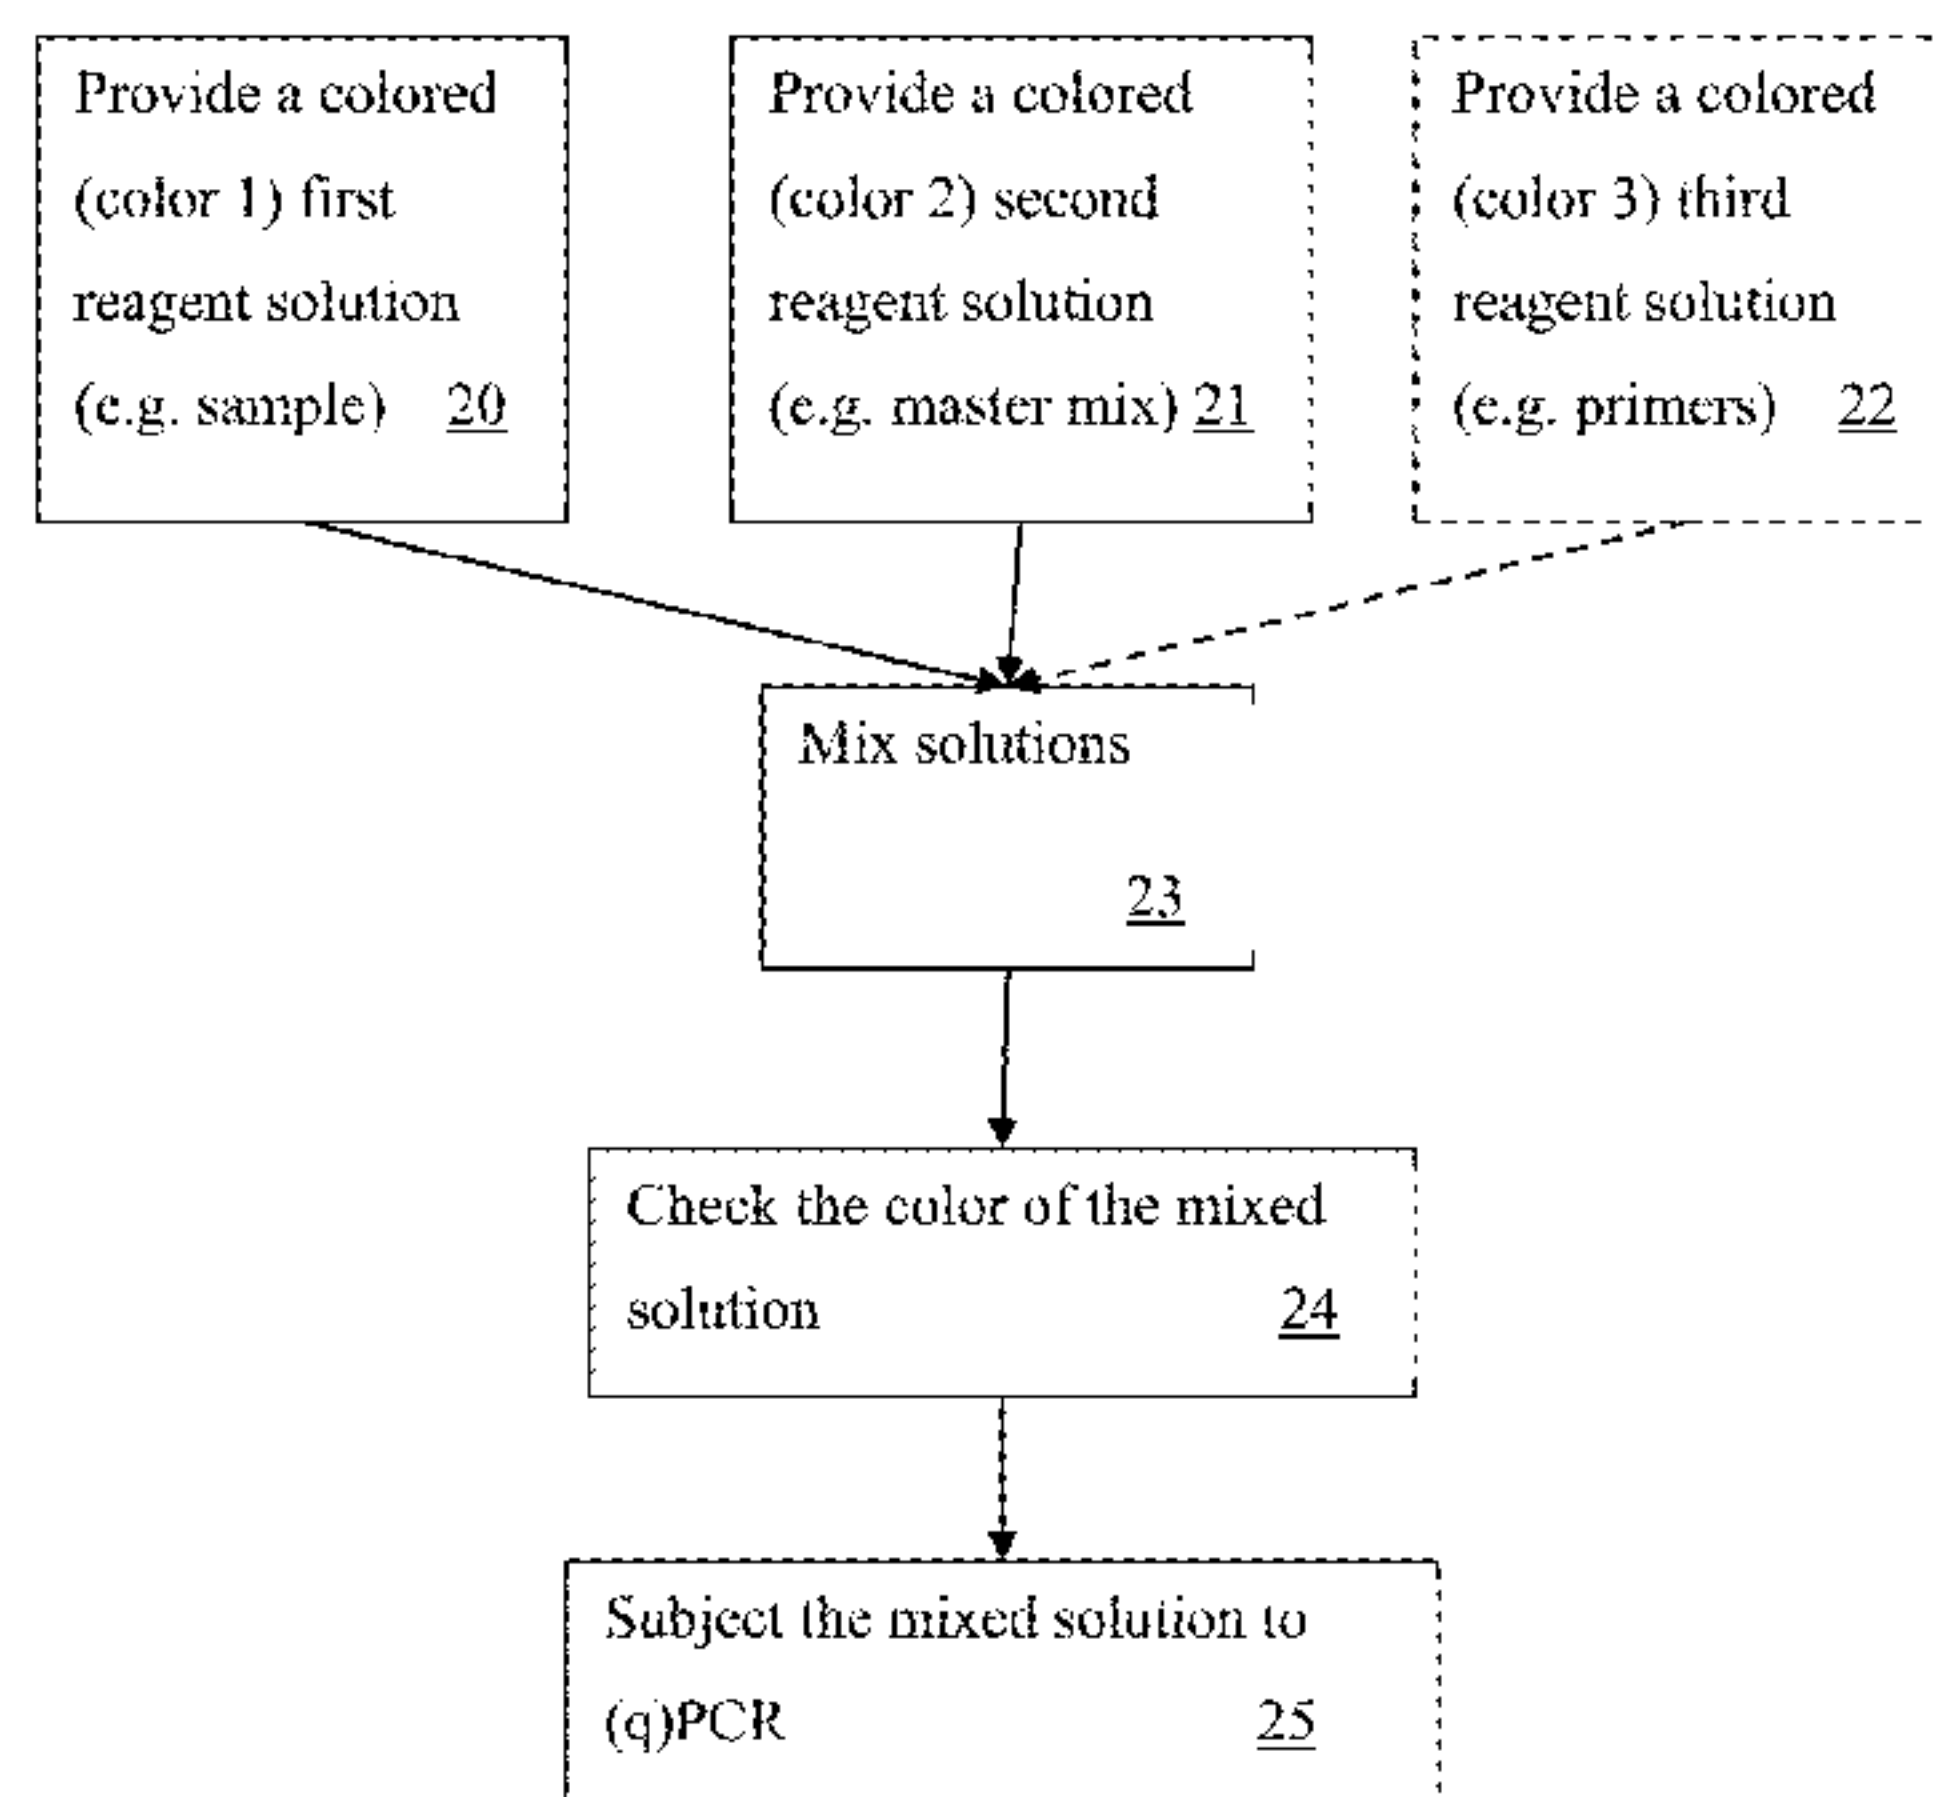 Provide a colored
(color 1) first
reagent solution
(e.g. sample) 20
Provide a colored
(color 2) second
reagent solution
(e.g. master mix) 21
Provide a colored
(color 3) third
reagent solution
(e.g. primers) 22
Mix solutions
23
Check the color of the mixed
solution 24
Subject the mixed solution to
(q)PCR 25